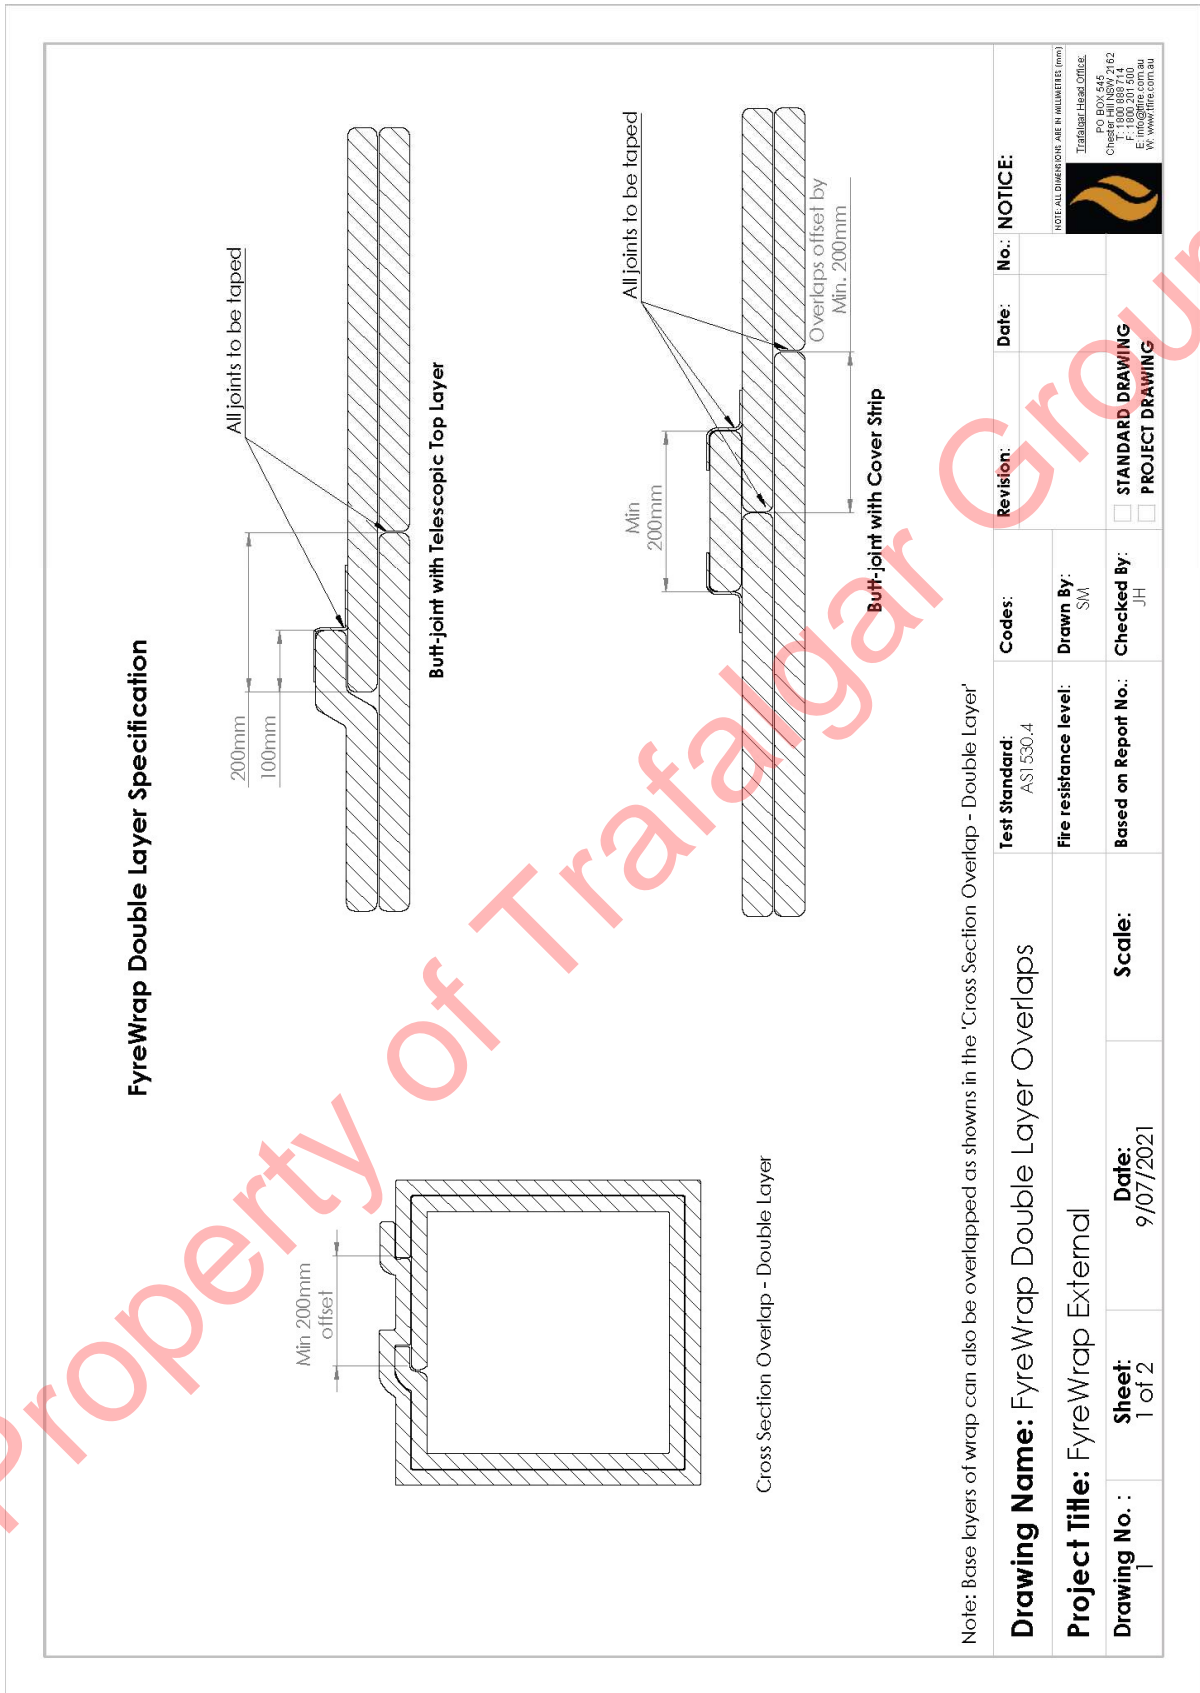 FyreWrap Double Layer Specification
Min 200mm
offset
Cross Section Overlap - Double Layer
200mm
100mm
All joints to be taped
Butt-joint with Telescopic Top Layer
Min
200mm
All joints to be taped
Overlaps offset by
Min. 200mm
Butt-joint with Cover Strip
Note: Base layers of wrap can also be overlapped as showns in the 'Cross Section Overlap - Double Layer'
Drawing Name: FyreWrap Double Layer Overlaps
Project Title: FyreWrap External
Drawing No. :
1
Sheet:
1 of 2
Date:
9/07/2021
Scale:
Test Standard:
AS1530.4
Fire resistance level:
Based on Report No.:
Codes:
Drawn By:
SM
Checked By:
JH
Revision:
Date:
No.:
NOTICE:
STANDARD DRAWING
PROJECT DRAWING
NOTE: ALL DIMENSIONS ARE IN MILLIMETRES (mm)
Trafalgar Head Office:
PO BOX 545
Chester Hill NSW 2162
T: 1800 888 714
F: 1800 201 500
E: info@tfire.com.au
W: www.tfire.com.au
Property of Trafalgar Group